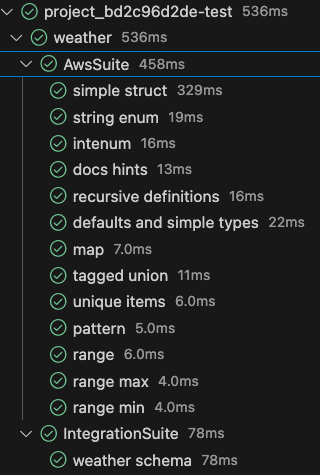 project_bd2c96d2de-test 536ms
weather 536ms
AwsSuite 458ms
simple struct 329ms
string enum 19ms
intenum 16ms
docs hints 13ms
recursive definitions 16ms
defaults and simple types 22ms
map 7.0ms
tagged union 11ms
unique items 6.0ms
pattern 5.0ms
range 6.0ms
range max 4.0ms
range min 4.0ms
IntegrationSuite 78ms
weather schema 78ms